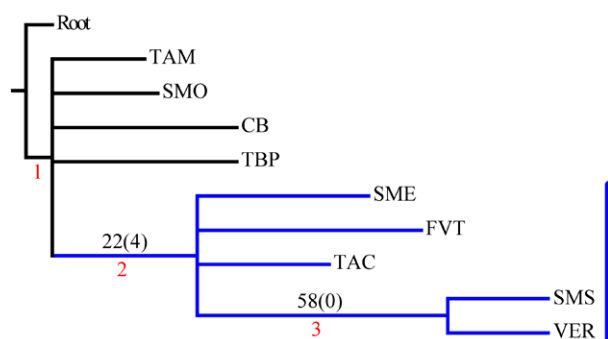 Root
TAM
SMO
CB
TBP
1
SME
FVT
22(4)
2
TAC
58(0)
SMS
3
VER